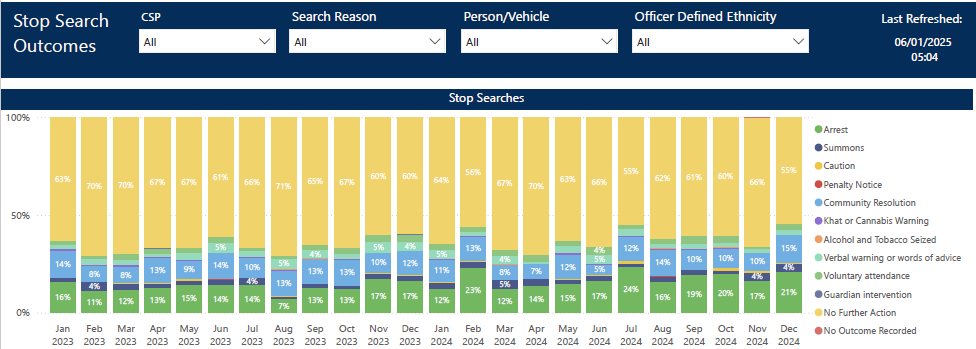 Stop Search Outcomes
CSP
All
Search Reason
All
Person/Vehicle
All
Officer Defined Ethnicity
All
Last Refreshed:
06/01/2025
05:04
Stop Searches
100%
50%
0%
63% 70% 70% 67% 67% 61% 66% 71% 65% 67% 60% 60% 64% 56% 67% 70% 63% 66% 55% 62% 61% 60% 66% 55%
4%
5% 5% 4% 5% 4% 5% 4% 5%
14% 8% 8% 13% 9% 14% 10% 13% 13% 13% 10% 12% 11% 13% 8% 7% 12% 5% 12% 14% 10% 10% 10% 15%
4% 4% 5% 4% 4%
16% 11% 12% 13% 15% 14% 14% 7% 13% 13% 17% 17% 12% 23% 12% 14% 15% 17% 24% 16% 19% 20% 17% 21%
Jan Feb Mar Apr May Jun Jul Aug Sep Oct Nov Dec Jan Feb Mar Apr May Jun Jul Aug Sep Oct Nov Dec
2023 2023 2023 2023 2023 2023 2023 2023 2023 2023 2023 2023 2024 2024 2024 2024 2024 2024 2024 2024 2024 2024 2024 2024
Arrest
Summons
Caution
Penalty Notice
Community Resolution
Khat or Cannabis Warning
Alcohol and Tobacco Seized
Verbal warning or words of advice
Voluntary attendance
Guardian intervention
No Further Action
No Outcome Recorded